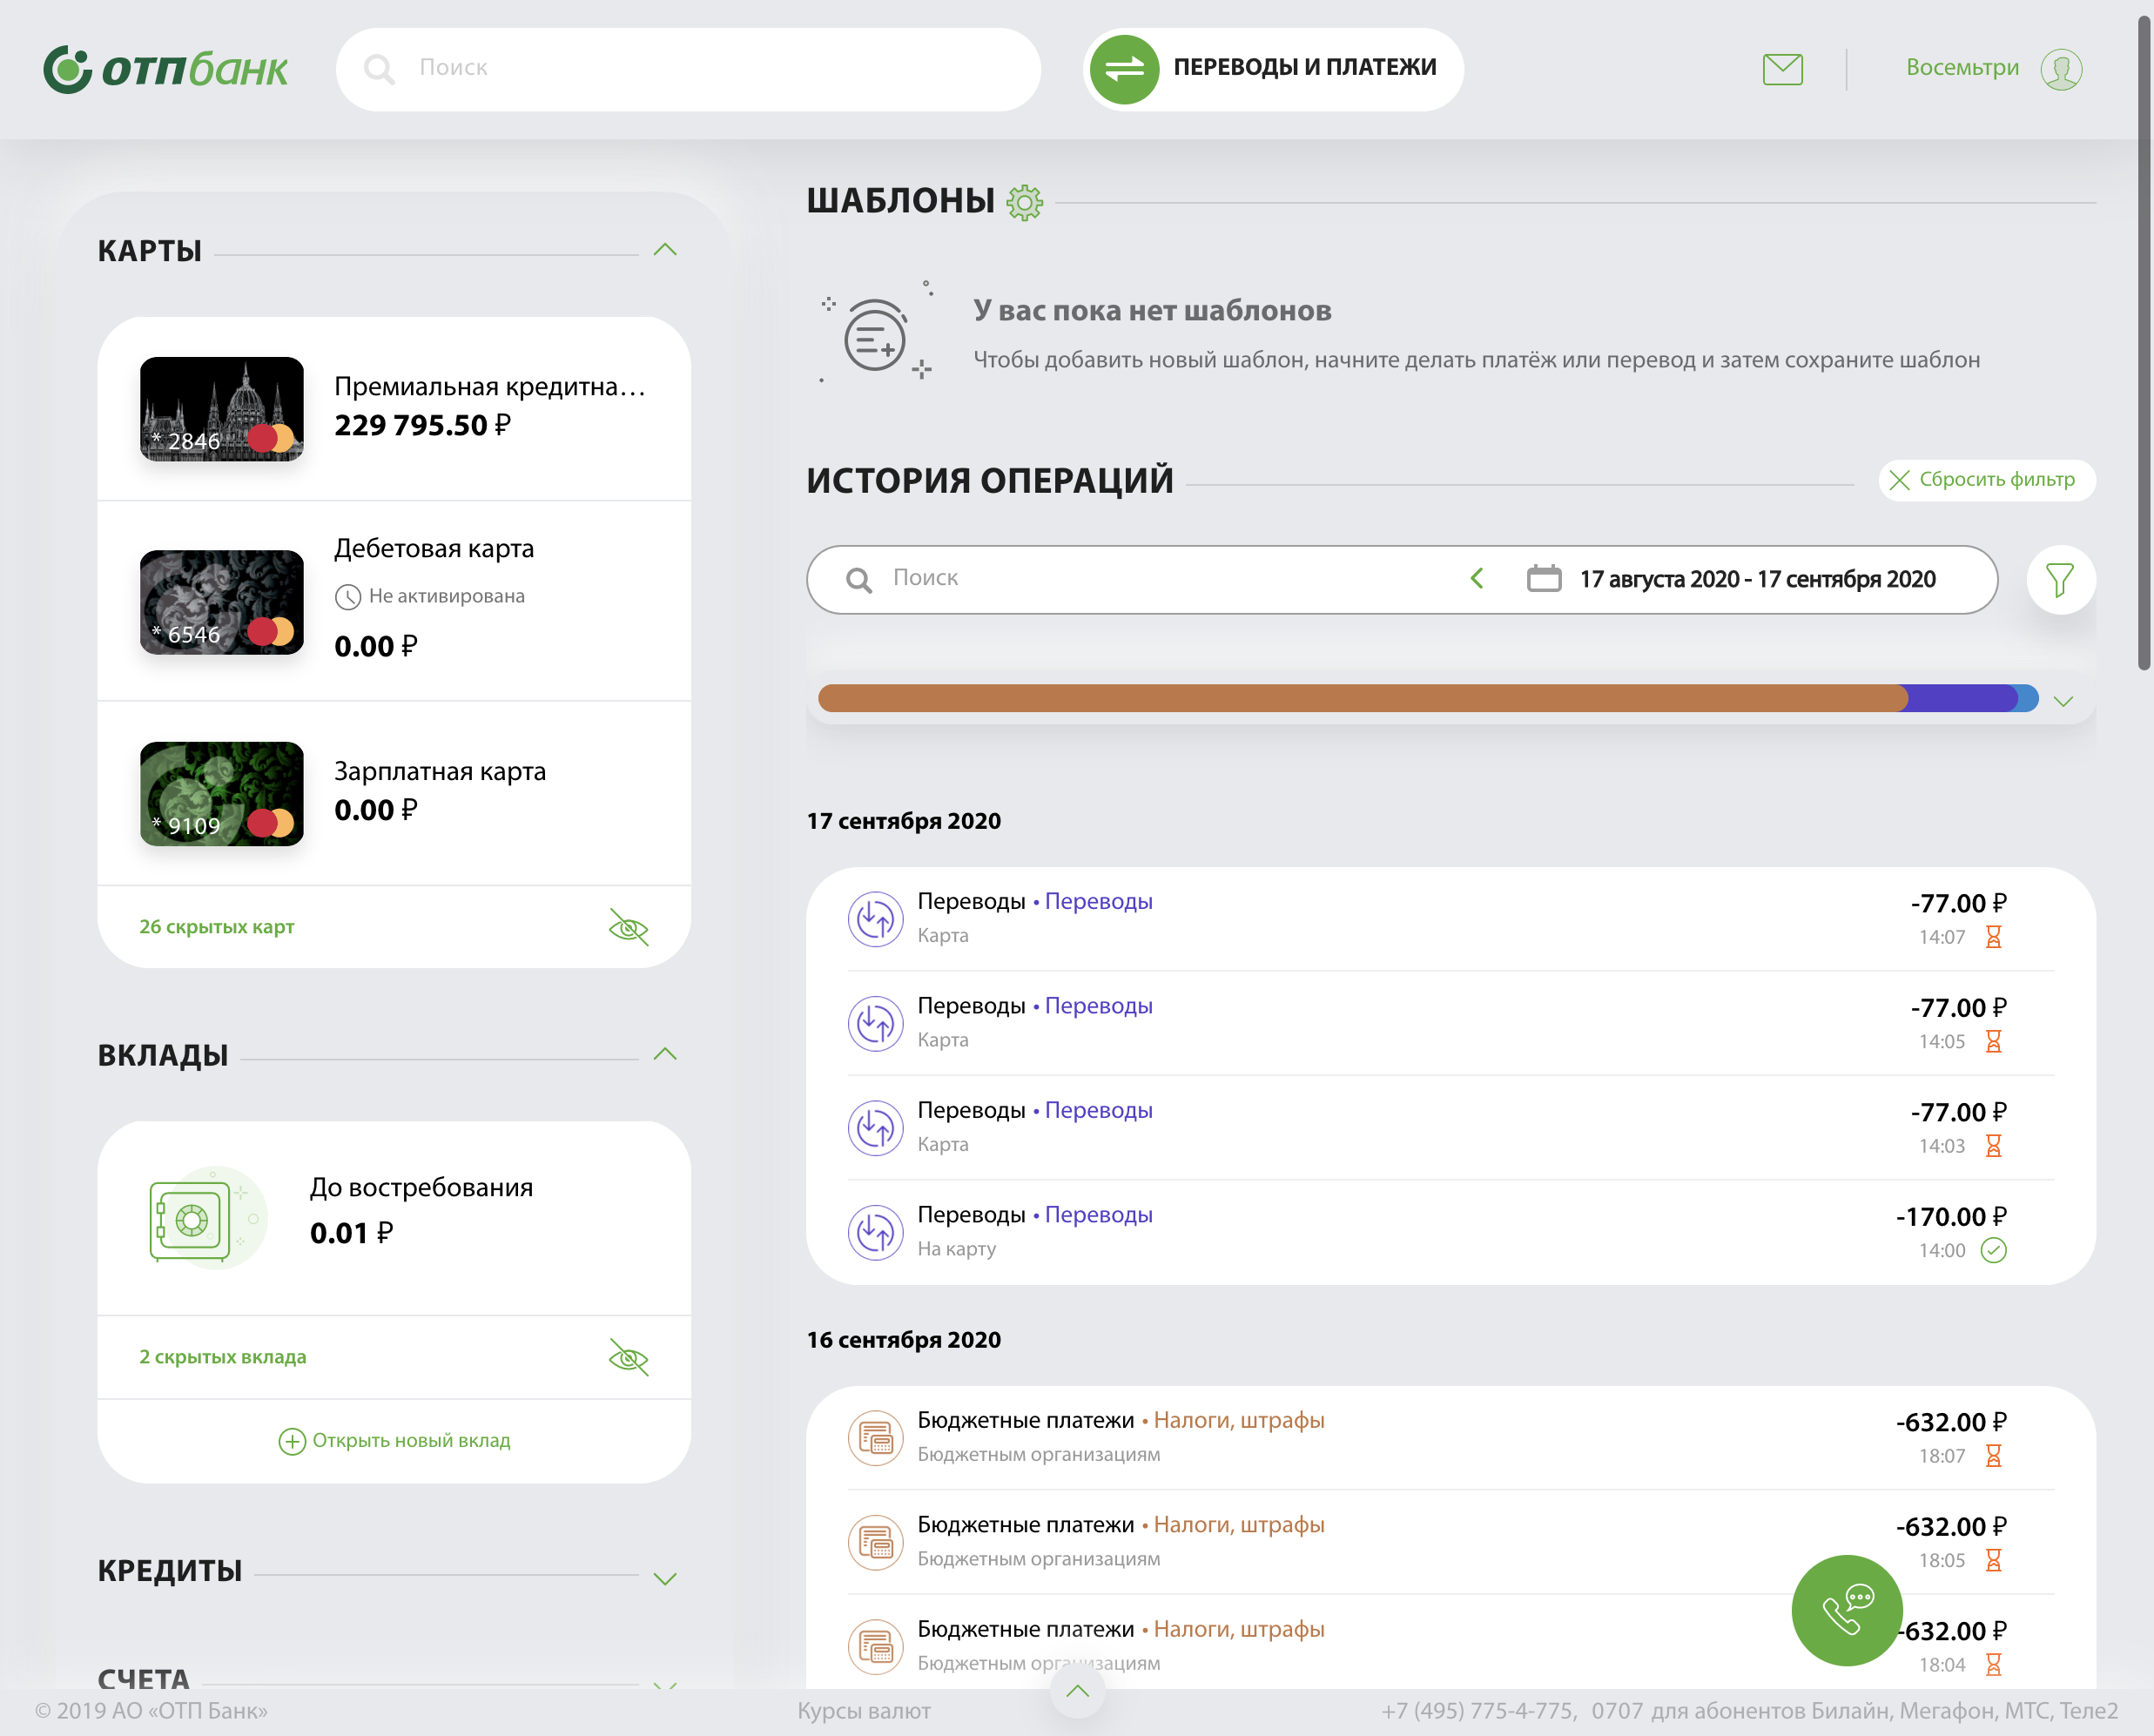 ОТПбанк
Поиск
ПЕРЕВОДЫ И ПЛАТЕЖИ
Восемьтри
КАРТЫ
* 2846
Премиальная кредитна...
229 795.50 ₽
* 6546
Дебетовая карта
Не активирована
0.00 ₽
* 9109
Зарплатная карта
0.00 ₽
26 скрытых карт
ВКЛАДЫ
До востребования
0.01 ₽
2 скрытых вклада
Открыть новый вклад
КРЕДИТЫ
СЧЕТА
ШАБЛОНЫ
У вас пока нет шаблонов
Чтобы добавить новый шаблон, начните делать платёж или перевод и затем сохраните шаблон
ИСТОРИЯ ОПЕРАЦИЙ
Сбросить фильтр
Поиск
17 августа 2020 - 17 сентября 2020
17 сентября 2020
Переводы • Переводы -77.00 ₽
Карта 14:07
Переводы • Переводы -77.00 ₽
Карта 14:05
Переводы • Переводы -77.00 ₽
Карта 14:03
Переводы • Переводы -170.00 ₽
На карту 14:00
16 сентября 2020
Бюджетные платежи • Налоги, штрафы -632.00 ₽
Бюджетным организациям 18:07
Бюджетные платежи • Налоги, штрафы -632.00 ₽
Бюджетным организациям 18:05
Бюджетные платежи • Налоги, штрафы -632.00 ₽
Бюджетным организациям 18:04
© 2019 АО «ОТП Банк»
Курсы валют
+7 (495) 775-4-775, 0707 для абонентов Билайн, Мегафон, МТС, Теле2